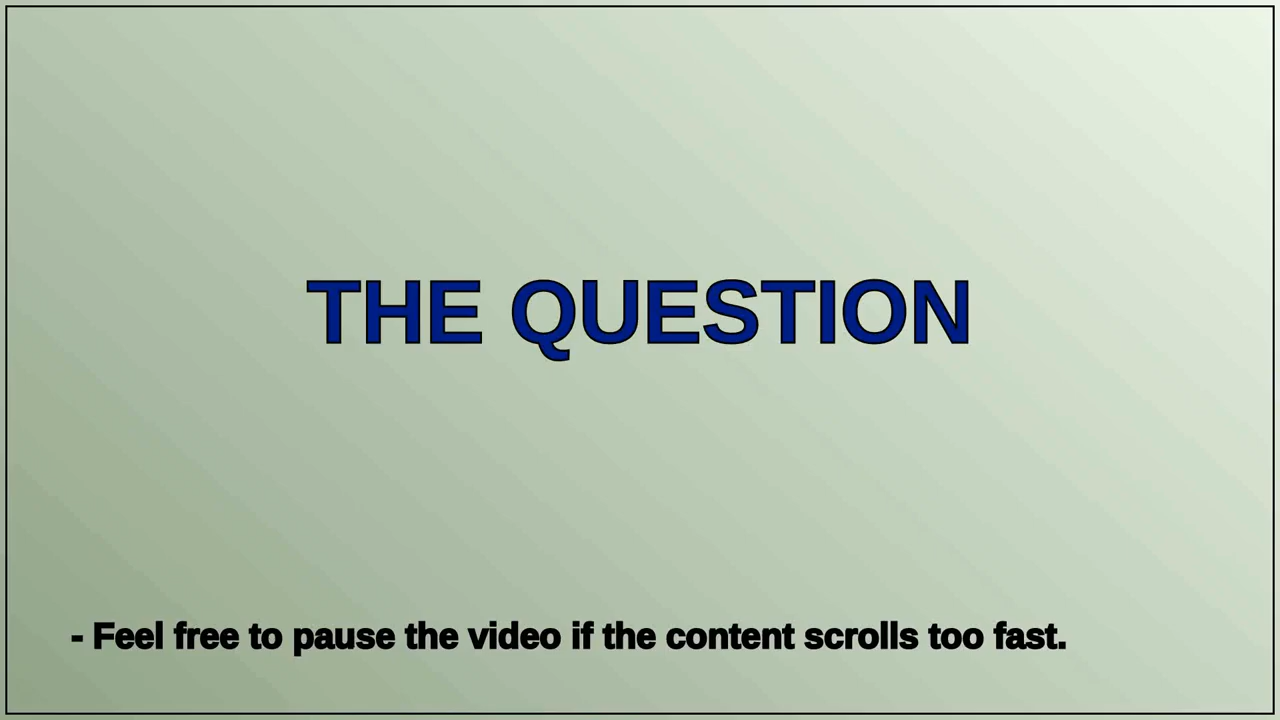 THE QUESTION
- Feel free to pause the video if the content scrolls too fast.